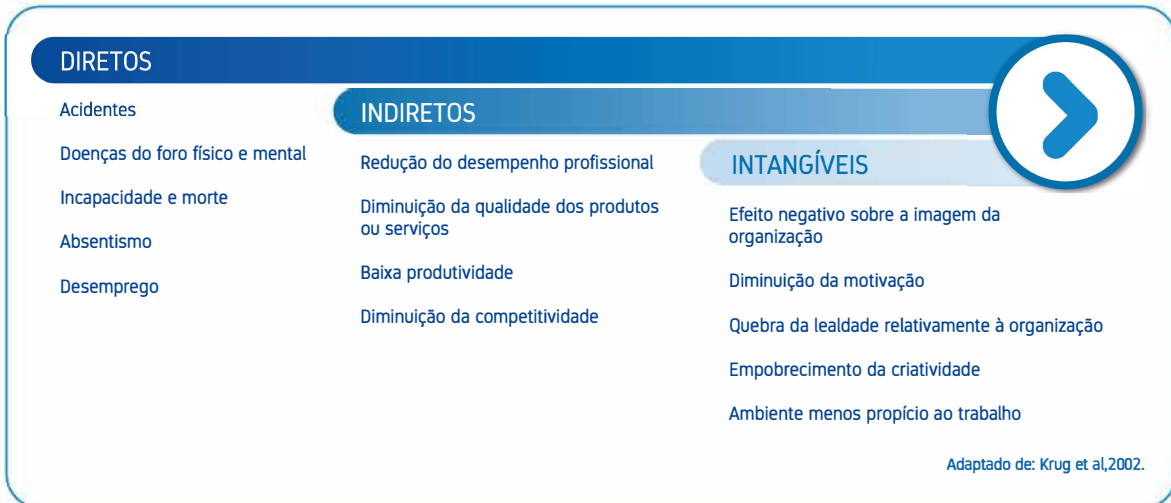 DIRETOS
Acidentes
Doenças do foro físico e mental
Incapacidade e morte
Absentismo
Desemprego
INDIRETOS
Redução do desempenho profissional
Diminuição da qualidade dos produtos
ou serviços
Baixa produtividade
Diminuição da competitividade
INTANGÍVEIS
Efeito negativo sobre a imagem da
organização
Diminuição da motivação
Quebra da lealdade relativamente à organização
Empobrecimento da criatividade
Ambiente menos propício ao trabalho
Adaptado de: Krug et al,2002.